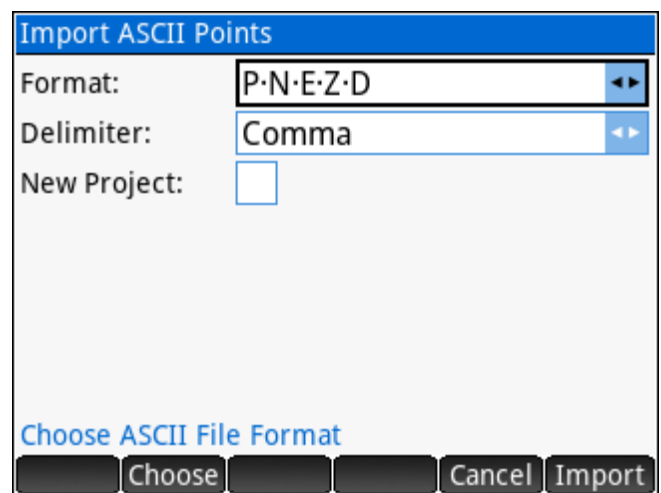 Import ASCII Points
Format: P·N·E·Z·D
Delimiter: Comma
New Project:
Choose ASCII File Format
Choose Cancel Import